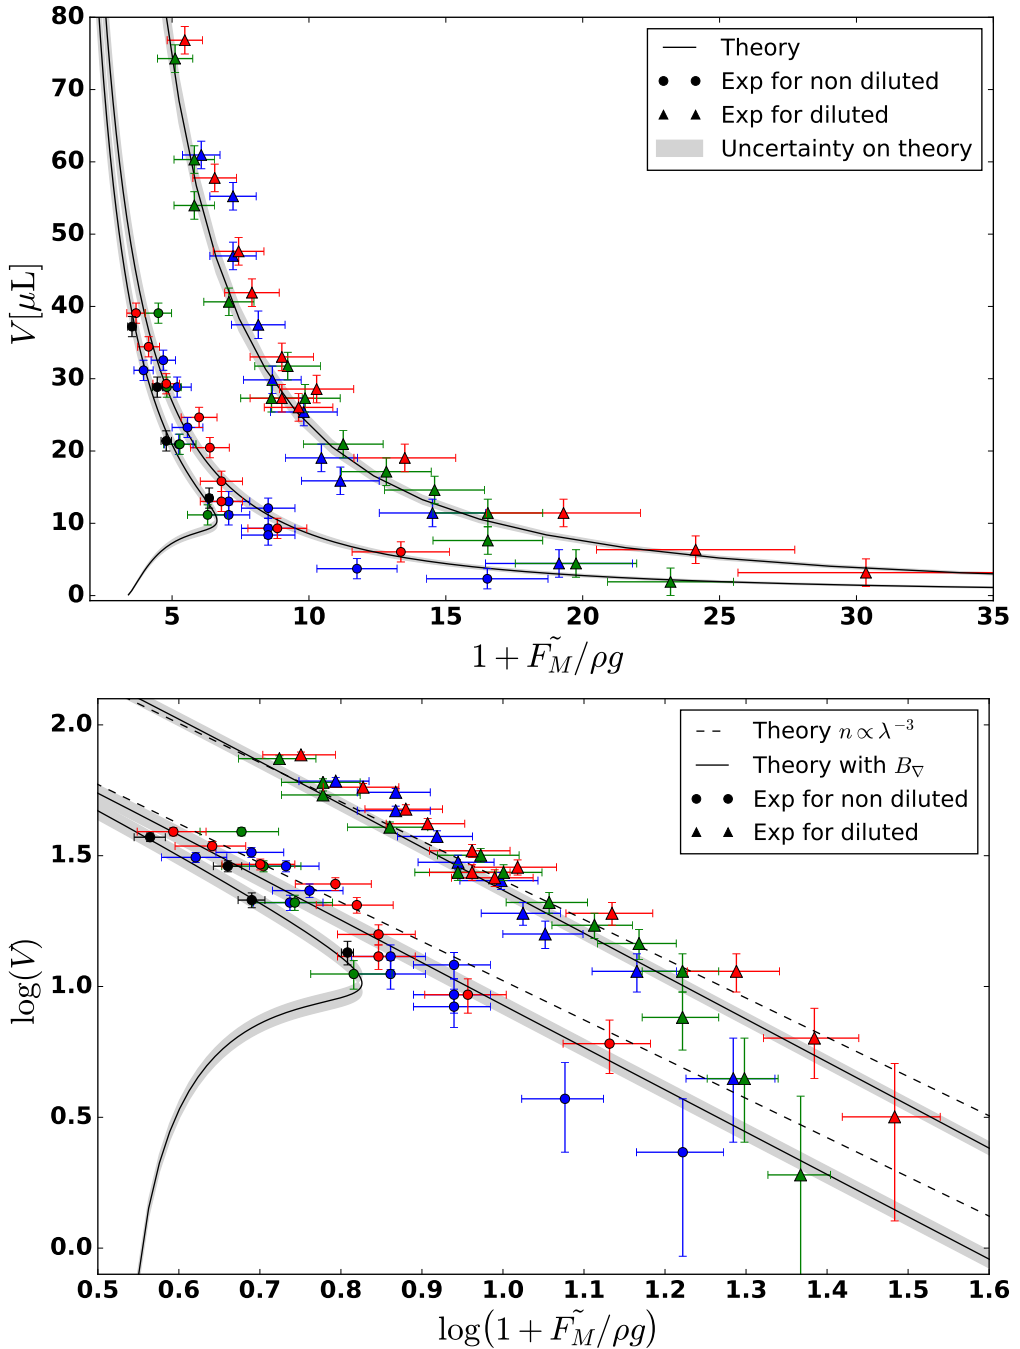 80
70
60
50
40
30
20
10
0
V[μL]
Theory
Exp for non diluted
Exp for diluted
Uncertainty on theory
5 10 15 20 25 30 35
1 + F̃_M/ρg
2.0
1.5
1.0
0.5
0.0
log(V)
Theory n ∝ λ⁻³
Theory with B_∇
Exp for non diluted
Exp for diluted
0.5 0.6 0.7 0.8 0.9 1.0 1.1 1.2 1.3 1.4 1.5 1.6
log(1 + F̃_M/ρg)